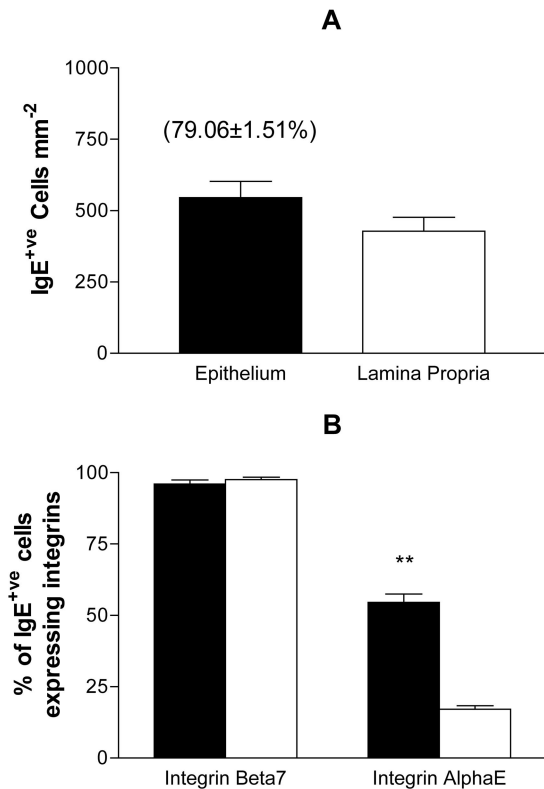 A
1000
750
500
250
0
IgE+ve Cells mm-2
(79.06±1.51%)
Epithelium
Lamina Propria
B
100
75
50
25
0
% of IgE+ve cells
expressing integrins
**
Integrin Beta7
Integrin AlphaE